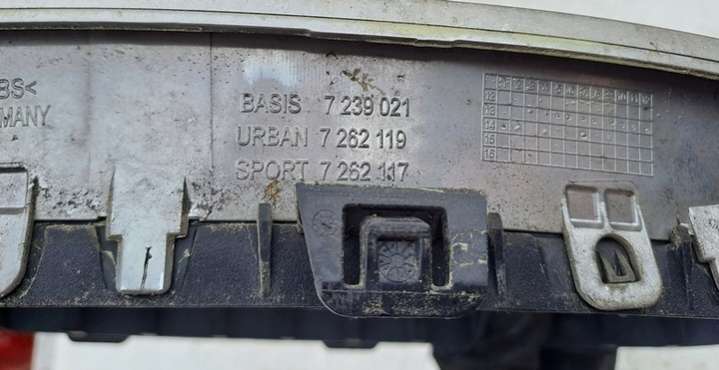 BS<
MANY
BASIS 7 239 021
URBAN 7 262 119
SPORT 7 262 117